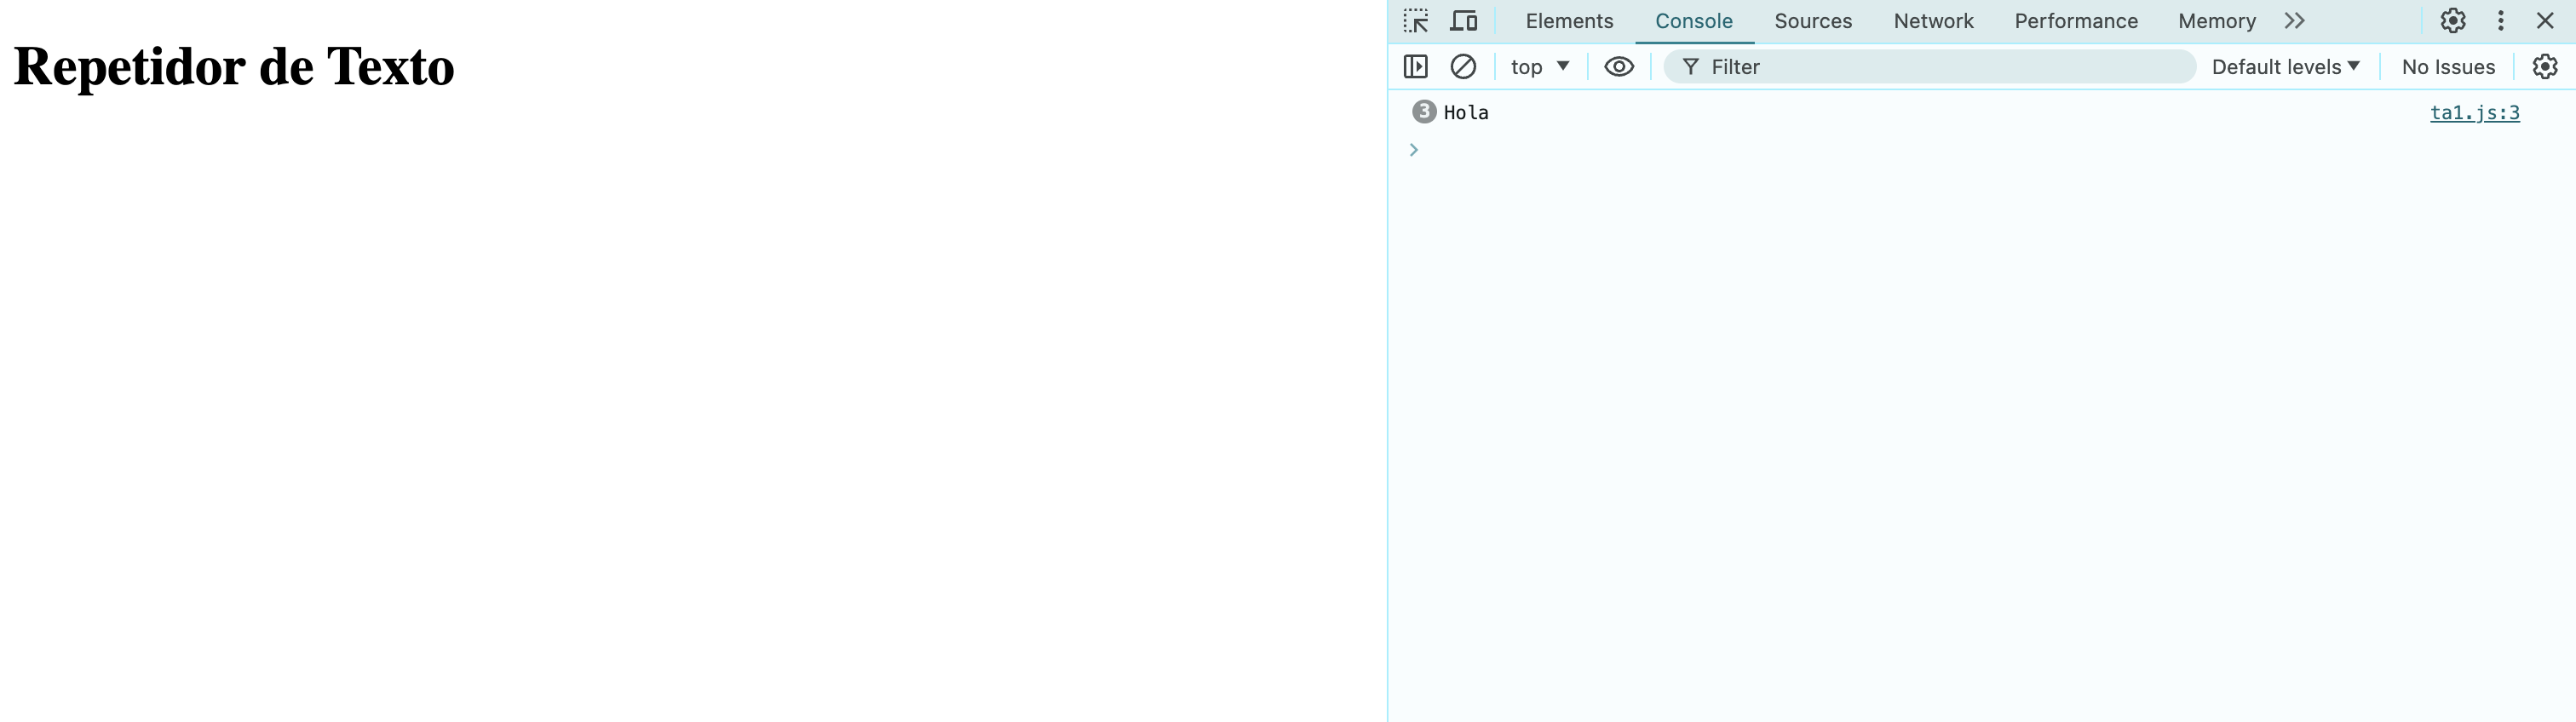 Repetidor de Texto
Elements Console Sources Network Performance Memory
top Filter Default levels No Issues
3 Hola ta1.js:3